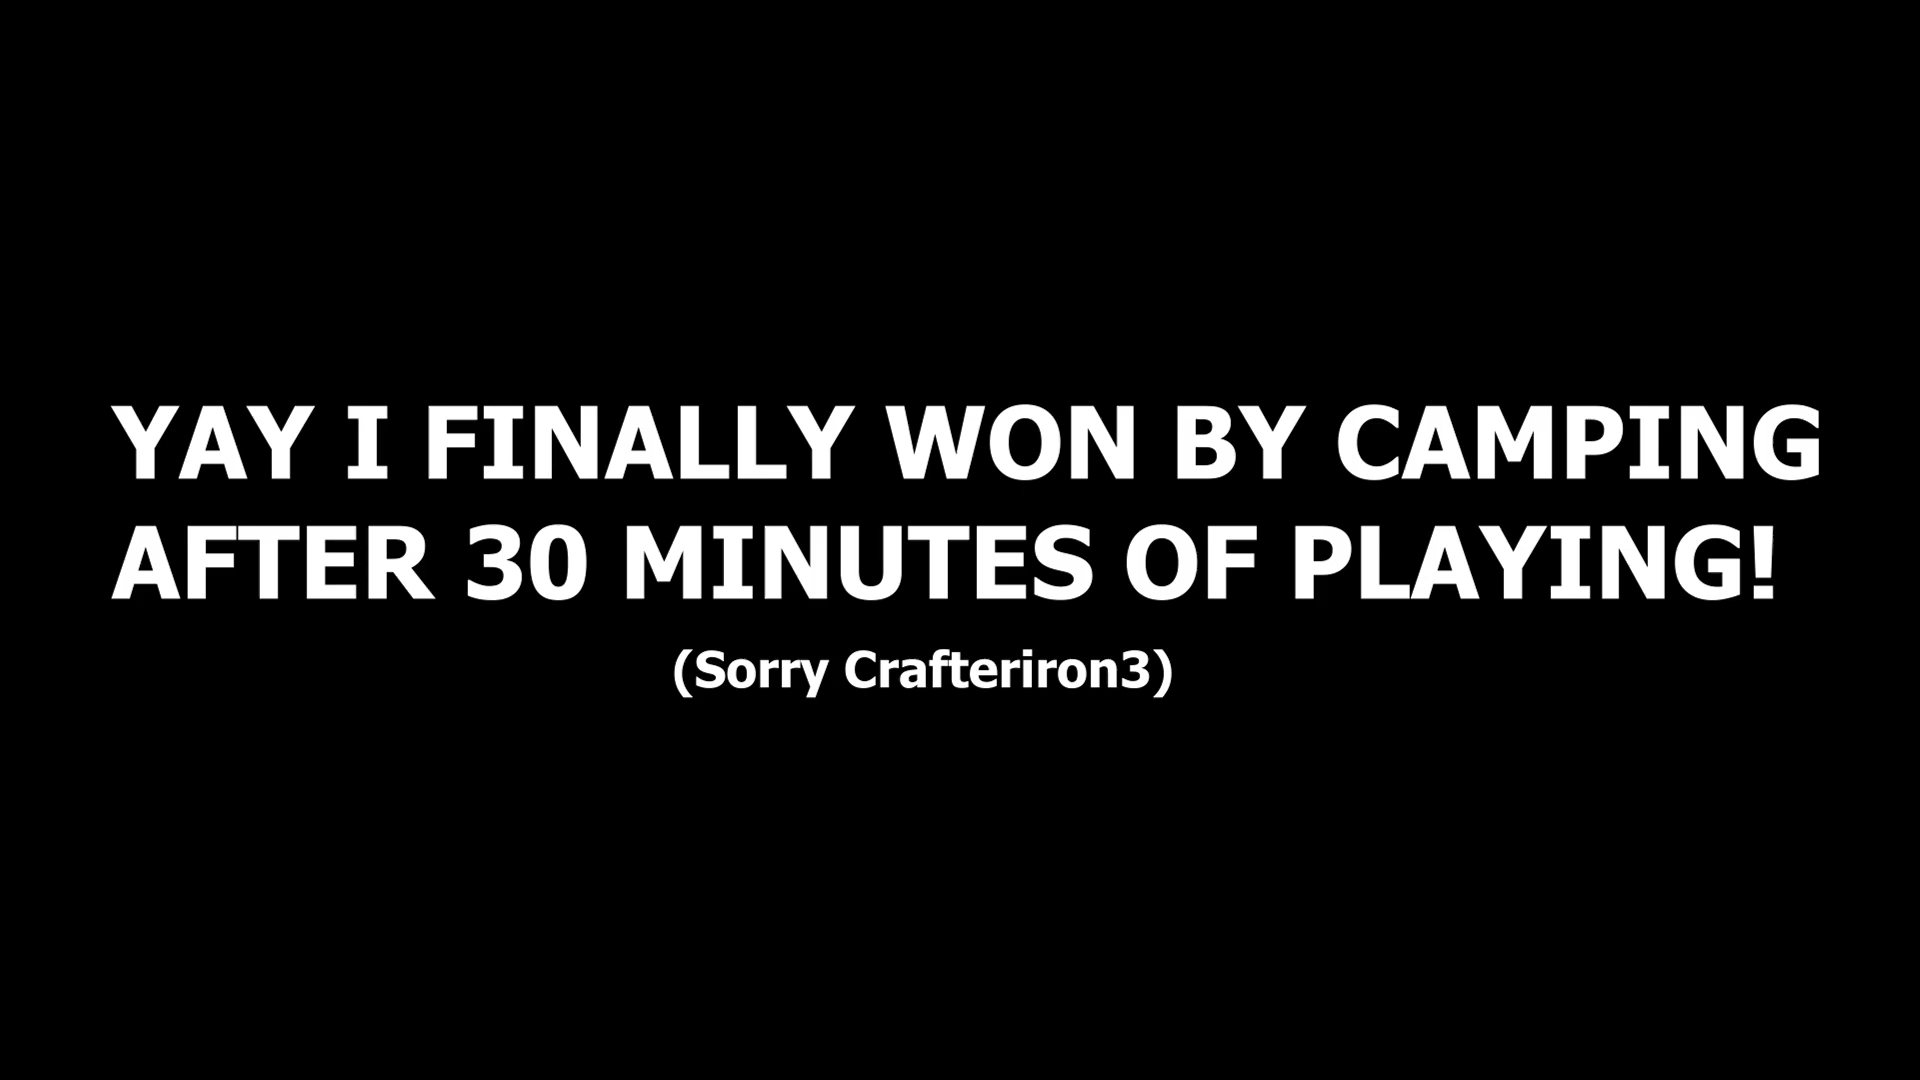 YAY I FINALLY WON BY CAMPING
AFTER 30 MINUTES OF PLAYING!
(Sorry Crafteriron3)